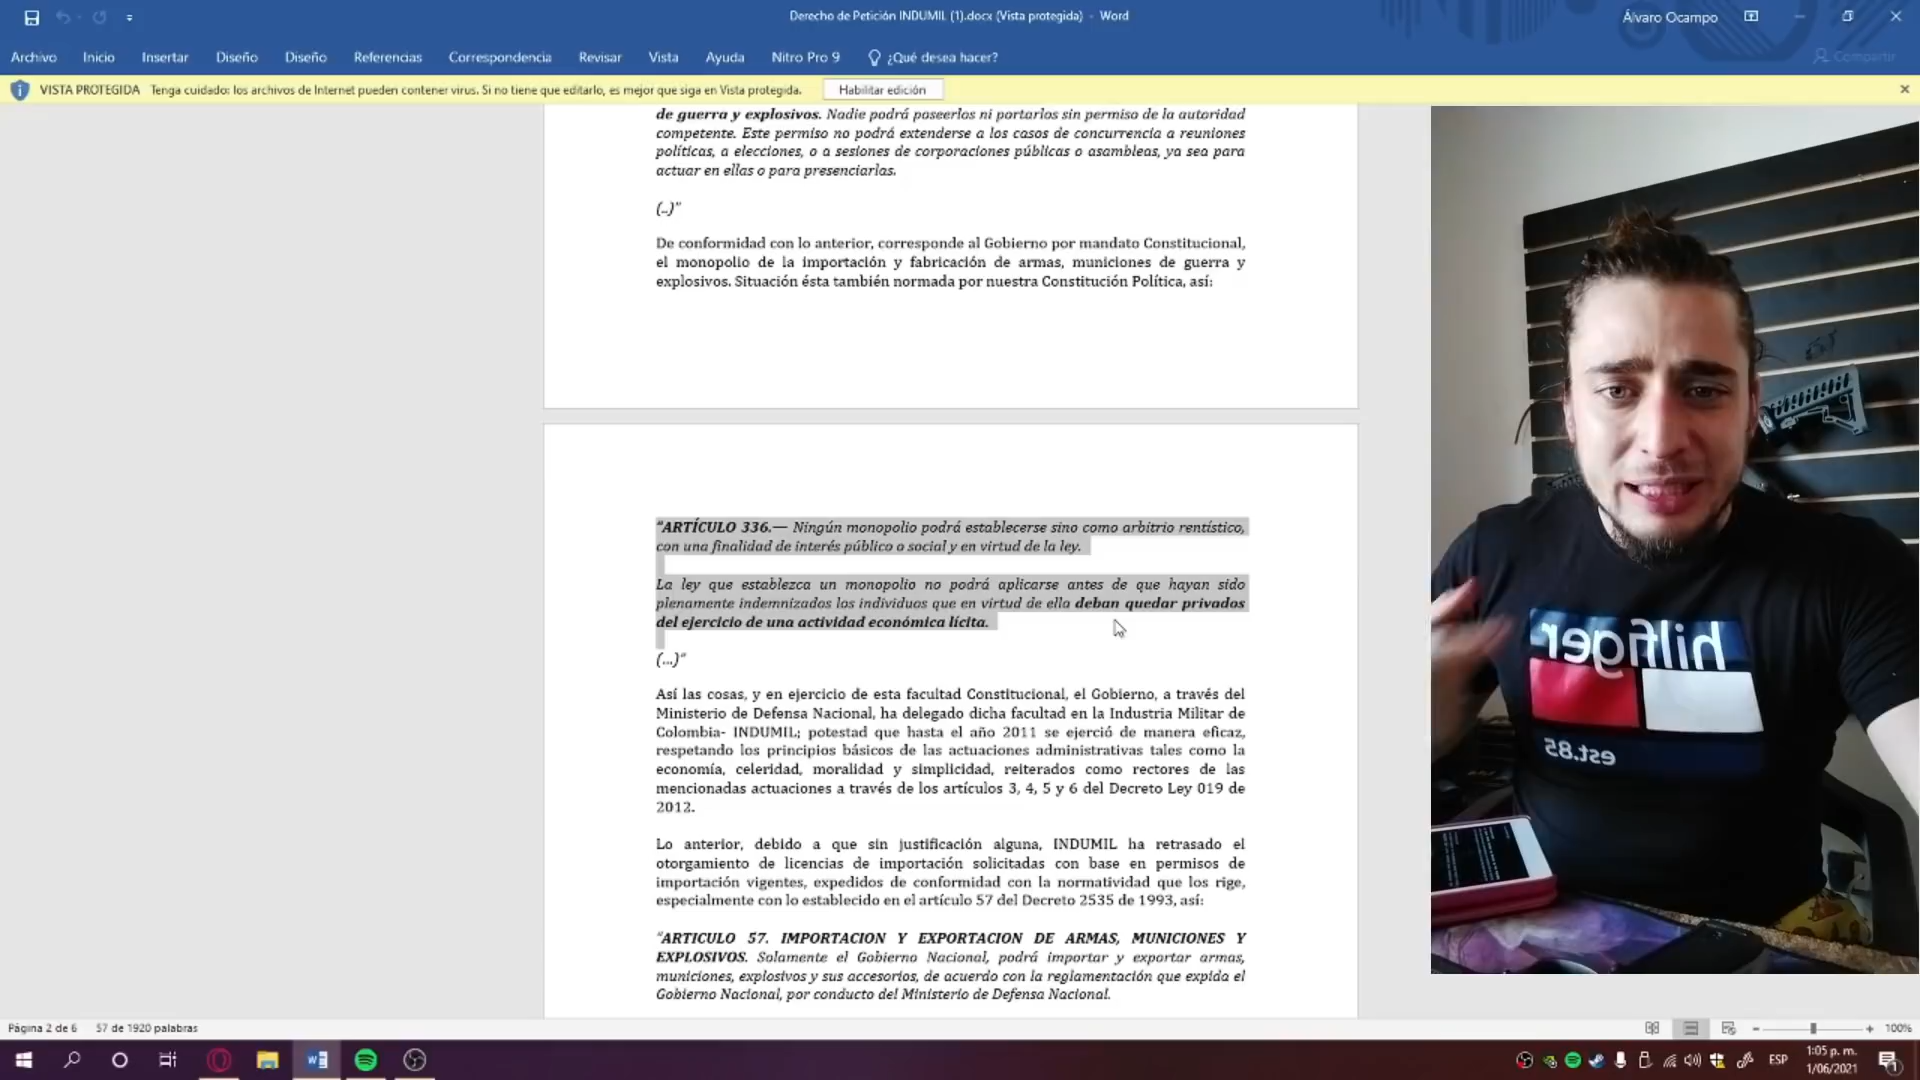 Derecho de Petición INDUMIL (1).docx (Vista protegida) - Word
Álvaro Ocampo
Archivo Inicio Insertar Diseño Diseño Referencias Correspondencia Revisar Vista Ayuda Nitro Pro 9 ¿Qué desea hacer? Compartir
VISTA PROTEGIDA Tenga cuidado: los archivos de Internet pueden contener virus. Si no tiene que editarlo, es mejor que siga en Vista protegida. Habilitar edición
de guerra y explosivos. Nadie podrá poseerlos ni portarlos sin permiso de la autoridad
competente. Este permiso no podrá extenderse a los casos de concurrencia a reuniones
políticas, a elecciones, o a sesiones de corporaciones públicas o asambleas, ya sea para
actuar en ellas o para presenciarlas.
(..)"
De conformidad con lo anterior, corresponde al Gobierno por mandato Constitucional,
el monopolio de la importación y fabricación de armas, municiones de guerra y
explosivos. Situación ésta también normada por nuestra Constitución Política, así:
"ARTÍCULO 336.— Ningún monopolio podrá establecerse sino como arbitrio rentístico,
con una finalidad de interés público o social y en virtud de la ley.
La ley que establezca un monopolio no podrá aplicarse antes de que hayan sido
plenamente indemnizados los individuos que en virtud de ella deban quedar privados
del ejercicio de una actividad económica lícita.
(...)"
Así las cosas, y en ejercicio de esta facultad Constitucional, el Gobierno, a través del
Ministerio de Defensa Nacional, ha delegado dicha facultad en la Industria Militar de
Colombia- INDUMIL; potestad que hasta el año 2011 se ejerció de manera eficaz,
respetando los principios básicos de las actuaciones administrativas tales como la
economía, celeridad, moralidad y simplicidad, reiterados como rectores de las
mencionadas actuaciones a través de los artículos 3, 4, 5 y 6 del Decreto Ley 019 de
2012.
Lo anterior, debido a que sin justificación alguna, INDUMIL ha retrasado el
otorgamiento de licencias de importación solicitadas con base en permisos de
importación vigentes, expedidos de conformidad con la normatividad que los rige,
especialmente con lo establecido en el artículo 57 del Decreto 2535 de 1993, así:
"ARTICULO 57. IMPORTACION Y EXPORTACION DE ARMAS, MUNICIONES Y
EXPLOSIVOS. Solamente el Gobierno Nacional, podrá importar y exportar armas,
municiones, explosivos y sus accesorios, de acuerdo con la reglamentación que expida el
Gobierno Nacional, por conducto del Ministerio de Defensa Nacional.
hilfiger
est.85
Página 2 de 6 57 de 1920 palabras
100%
ESP
1:05 p. m.
1/06/2021